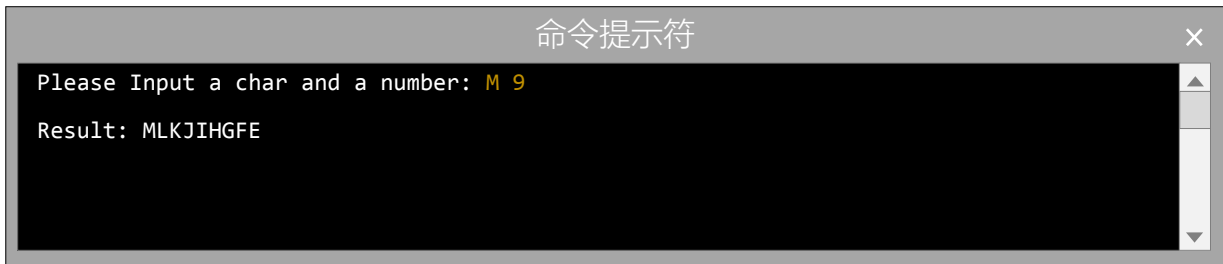 命令提示符
Please Input a char and a number: M 9
Result: MLKJIHGFE